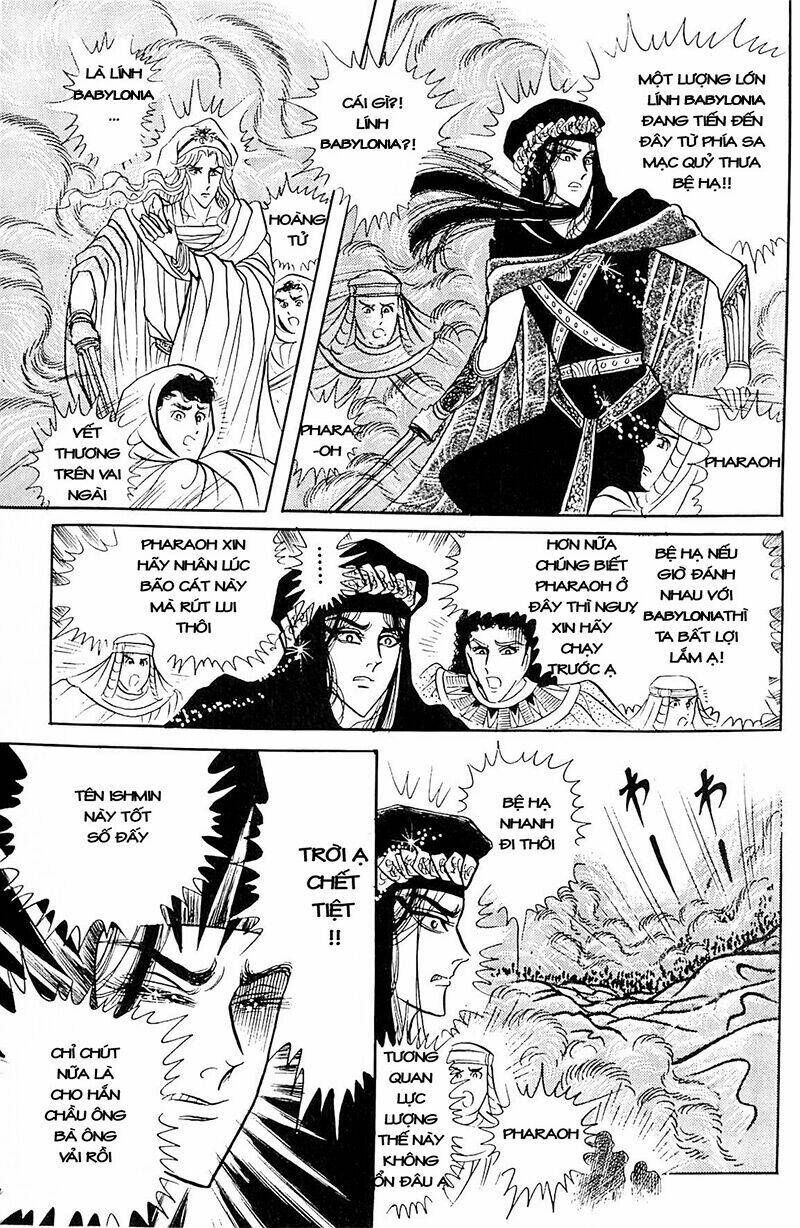 MỘT LƯỢNG LỚN
LÍNH BABYLONIA
ĐANG TIẾN ĐẾN
ĐÂY TỪ PHÍA SA
MẠC QUỶ THƯA
BỆ HẠ!!
CÁI GÌ?!
LÍNH
BABYLONIA?!
PHARAOH
PHARA
-OH
LÀ LÍNH
BABYLONIA
...
HOÀNG
TỬ
VẾT
THƯƠNG
TRÊN VAI
NGÀI
BỆ HẠ NẾU
GIỜ ĐÁNH
NHAU VỚI
BABYLONIATHÌ
TA BẤT LỢI
LẮM Ạ!
HƠN NỮA
CHÚNG BIẾT
PHARAOH Ở
ĐÂY THÌ NGUY,
XIN HÃY
CHẠY
TRƯỚC Ạ
......
PHARAOH XIN
HÃY NHÂN LÚC
BÃO CÁT NÀY
MÀ RÚT LUI
THÔI
わーわー
BỆ HẠ
NHANH
ĐI THÔI
PHARAOH
TƯƠNG
QUAN
LỰC
LƯỢNG
THẾ NÀY
KHÔNG
ỔN ĐÂU Ạ
TRỜI Ạ
CHẾT
TIỆT
!!
TÊN ISHMIN
NÀY TỐT
SỐ ĐẤY
CHỈ CHÚT
NỮA LÀ
CHO HẮN
CHẦU ÔNG
BÀ ÔNG
VẢI RỒI